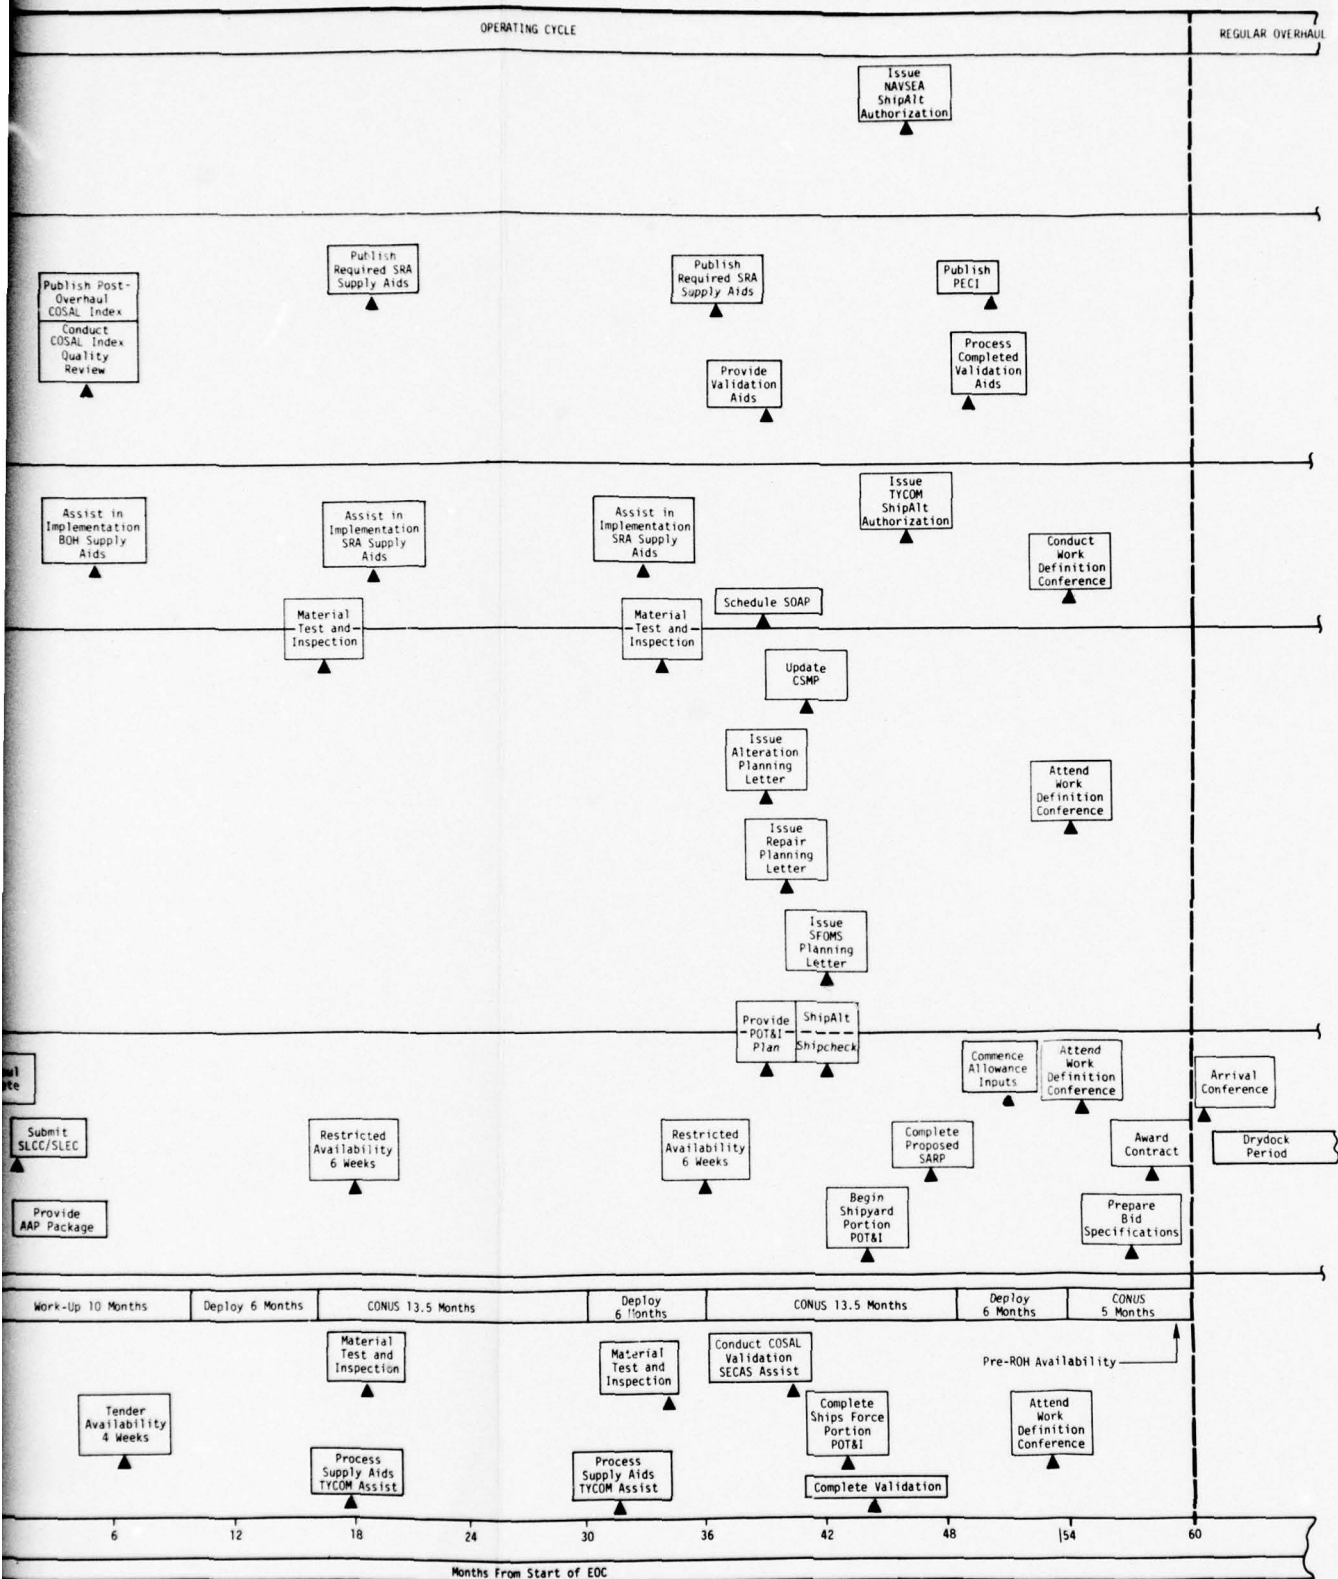 OPERATING CYCLE
REGULAR OVERHAUL
Issue
NAVSEA
ShipAlt
Authorization
Publish Post-
Overhaul
COSAL Index
Conduct
COSAL Index
Quality
Review
Publish
Required SRA
Supply Aids
Publish
Required SRA
Supply Aids
Publish
PECI
Provide
Validation
Aids
Process
Completed
Validation
Aids
Assist in
Implementation
BOH Supply
Aids
Assist in
Implementation
SRA Supply
Aids
Assist in
Implementation
SRA Supply
Aids
Issue
TYCOM
ShipAlt
Authorization
Conduct
Work
Definition
Conference
Schedule SOAP
Material
Test and
Inspection
Material
Test and
Inspection
Update
CSMP
Issue
Alteration
Planning
Letter
Attend
Work
Definition
Conference
Issue
Repair
Planning
Letter
Issue
SFOMS
Planning
Letter
Provide
POT&I
Plan
ShipAlt
Shipcheck
Commence
Allowance
Inputs
Attend
Work
Definition
Conference
Arrival
Conference
Submit
SLCC/SLEC
Restricted
Availability
6 Weeks
Restricted
Availability
6 Weeks
Complete
Proposed
SARP
Award
Contract
Drydock
Period
Provide
AAP Package
Begin
Shipyard
Portion
POT&I
Prepare
Bid
Specifications
Work-Up 10 Months
Deploy 6 Months
CONUS 13.5 Months
Deploy
6 Months
CONUS 13.5 Months
Deploy
6 Months
CONUS
5 Months
Material
Test and
Inspection
Material
Test and
Inspection
Conduct COSAL
Validation
SECAS Assist
Pre-ROH Availability
Tender
Availability
4 Weeks
Complete
Ships Force
Portion
POT&I
Attend
Work
Definition
Conference
Process
Supply Aids
TYCOM Assist
Process
Supply Aids
TYCOM Assist
Complete Validation
6 12 18 24 30 36 42 48 54 60
Months From Start of EOC